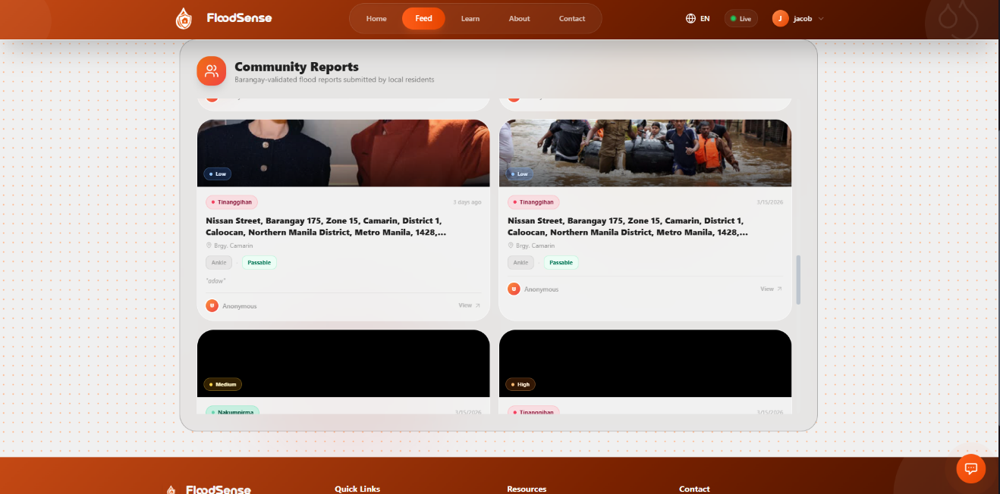 FloodSense
Home
Feed
Learn
About
Contact
EN
Live
J
jacob
Community Reports
Barangay-validated flood reports submitted by local residents
Low
Tinanggihan
3 days ago
Nissan Street, Barangay 175, Zone 15, Camarin, District 1,
Caloocan, Northern Manila District, Metro Manila, 1428,...
Brgy. Camarin
Ankle
Passable
"adaw"
U
Anonymous
View
Low
Tinanggihan
3/15/2026
Nissan Street, Barangay 175, Zone 15, Camarin, District 1,
Caloocan, Northern Manila District, Metro Manila, 1428,...
Brgy. Camarin
Ankle
Passable
U
Anonymous
View
Medium
Nakumpirma
3/15/2026
High
Tinanggihan
3/15/2026
FloodSense
Quick Links
Resources
Contact